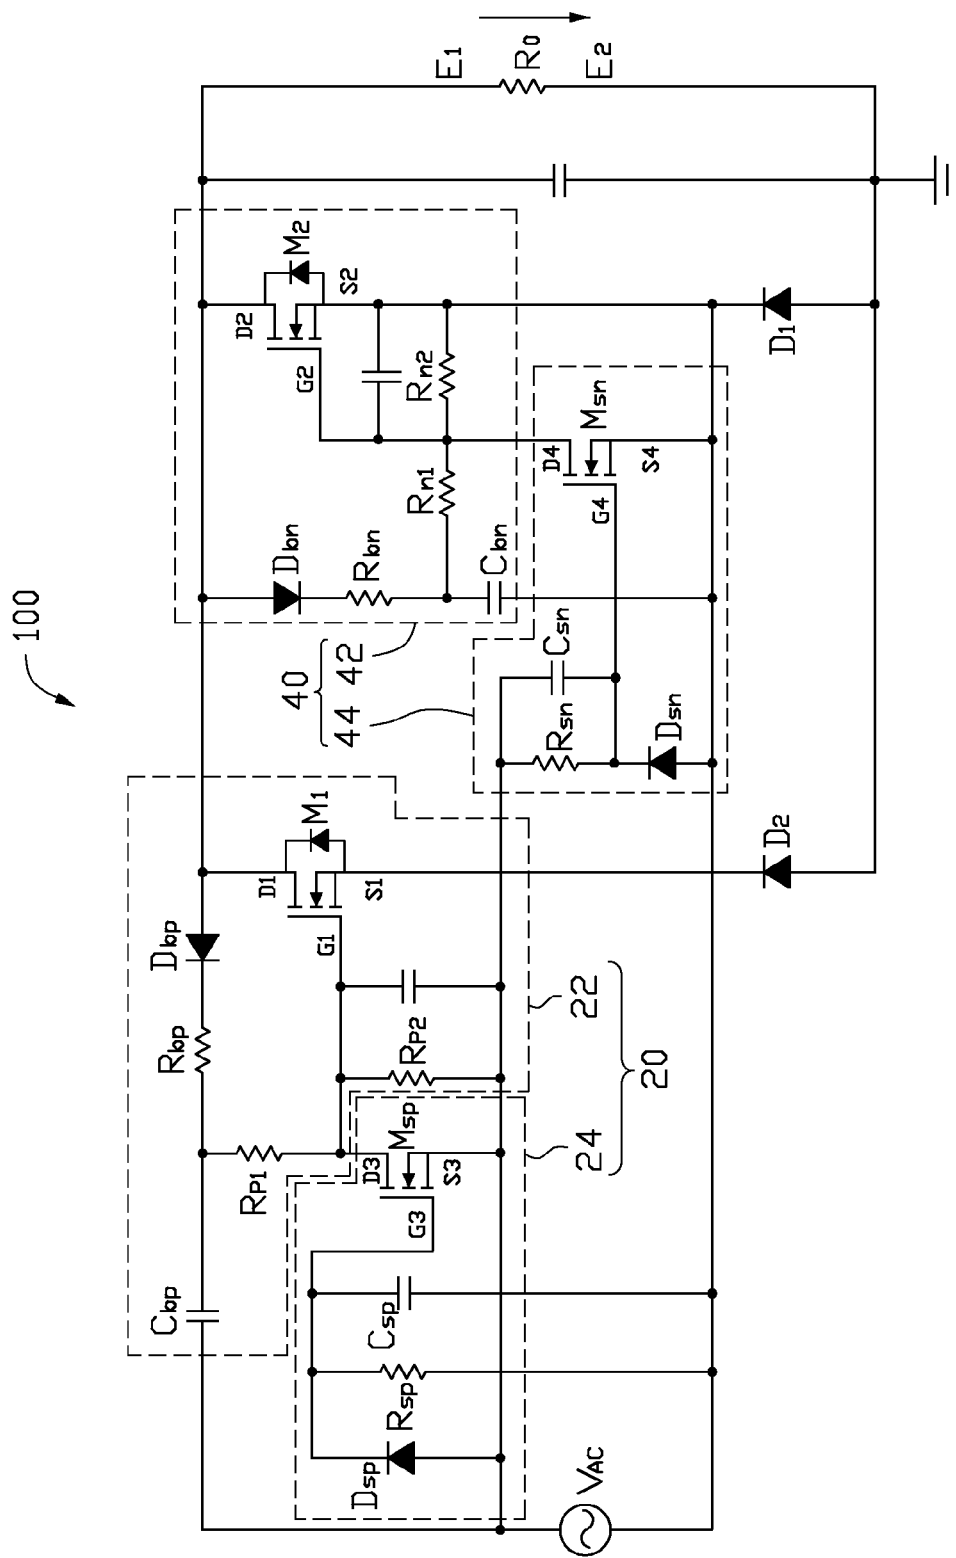 100
E1
R0
E2
M2
D2
S2
G2
Rn2
Rn1
Dbn
Rbn
Cbn
Msn
D4
S4
G4
D1
40
42
44
Csn
Rsn
Dsn
M1
D1
S1
G1
D2
Dbp
Rbp
RP2
RP1
Cbp
22
20
24
Msp
D3
S3
G3
Csp
Rsp
Dsp
VAC